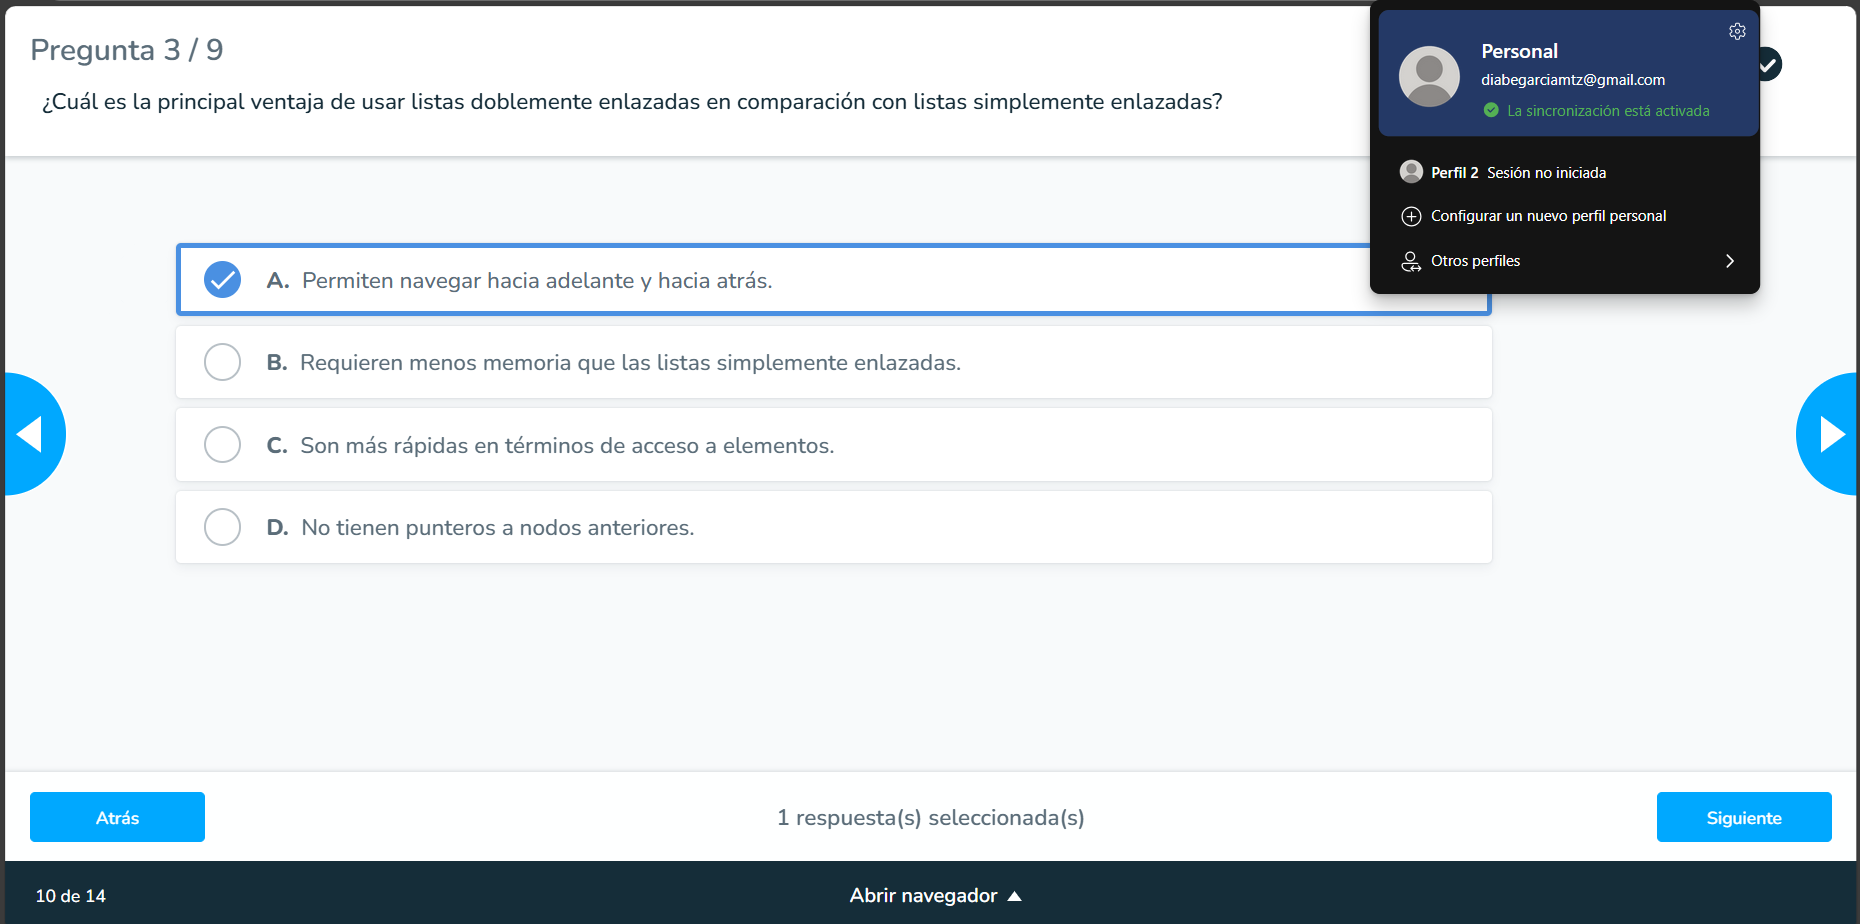 Pregunta 3 / 9
¿Cuál es la principal ventaja de usar listas doblemente enlazadas en comparación con listas simplemente enlazadas?
Personal
diabegarciamtz@gmail.com
La sincronización está activada
Perfil 2 Sesión no iniciada
Configurar un nuevo perfil personal
Otros perfiles
A. Permiten navegar hacia adelante y hacia atrás.
B. Requieren menos memoria que las listas simplemente enlazadas.
C. Son más rápidas en términos de acceso a elementos.
D. No tienen punteros a nodos anteriores.
Atrás
1 respuesta(s) seleccionada(s)
Siguiente
10 de 14
Abrir navegador